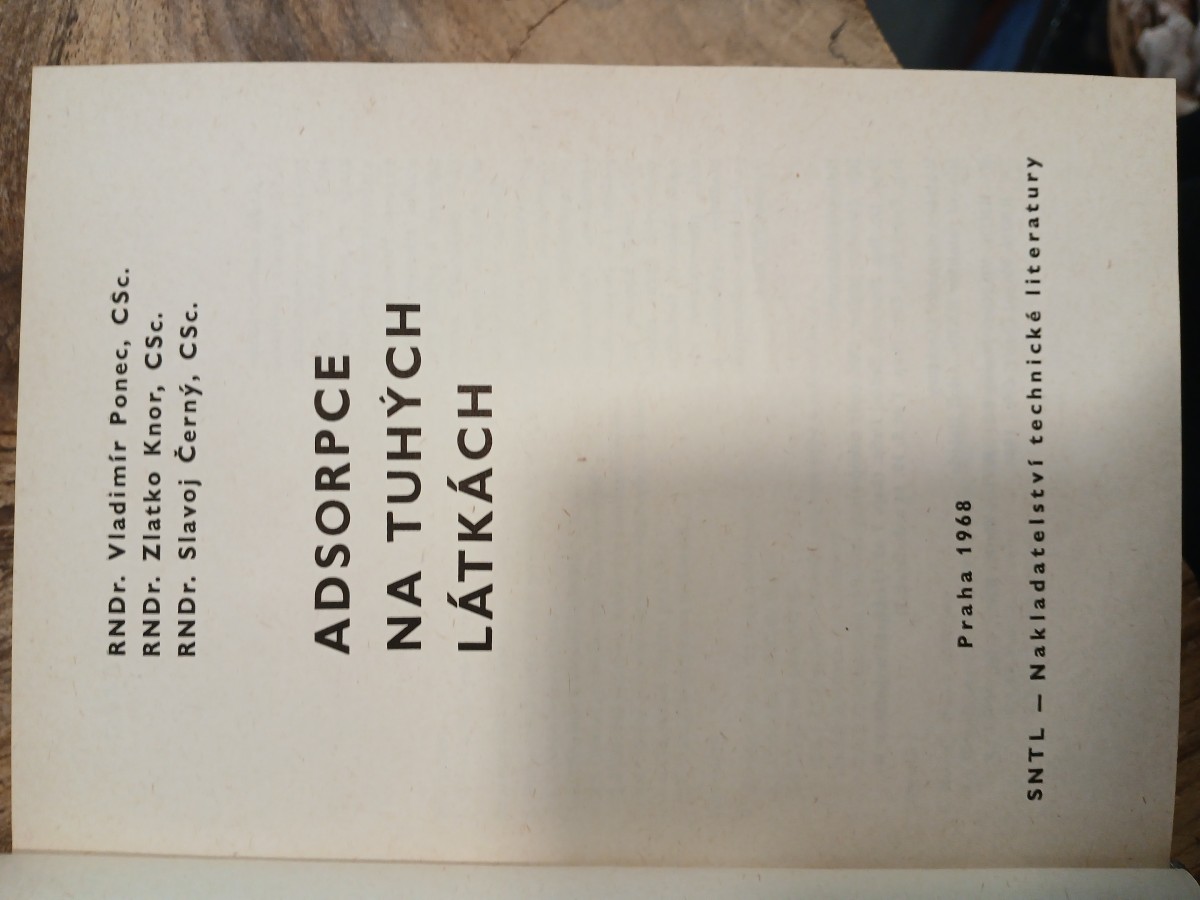 RNDr. Vladimír Ponec, CSc.
RNDr. Zlatko Knor, CSc.
RNDr. Slavoj Černý, CSc.
ADSORPCE
NA TUHÝCH
LÁTKÁCH
Praha 1968
SNTL — Nakladatelství technické literatury